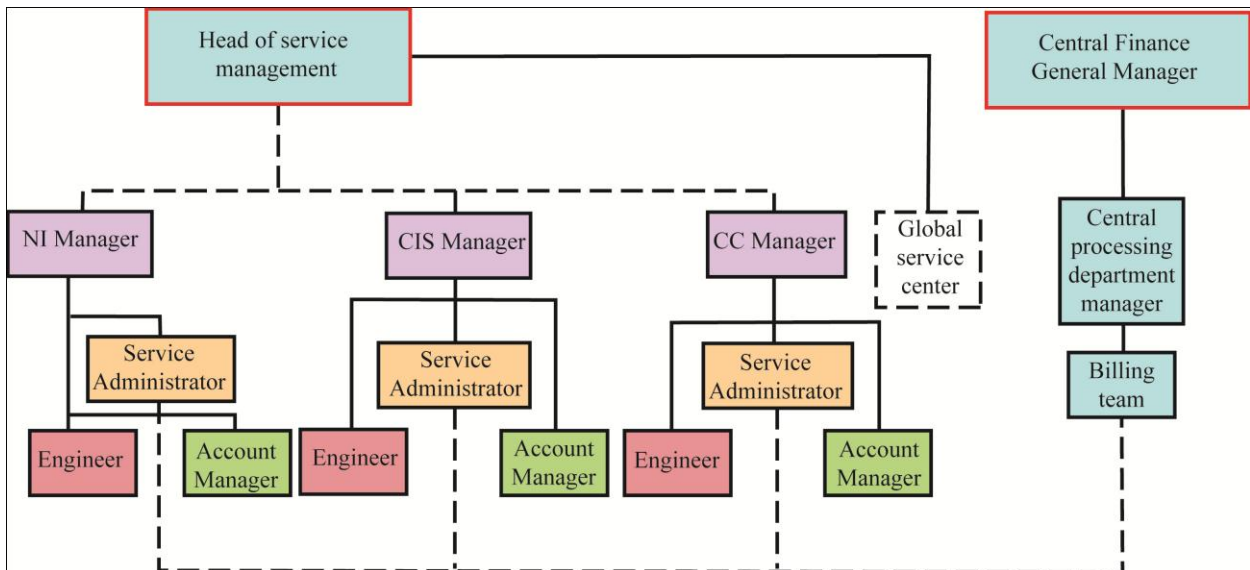 Head of service
management
Central Finance
General Manager
NI Manager
CIS Manager
CC Manager
Global
service
center
Central
processing
department
manager
Service
Administrator
Service
Administrator
Service
Administrator
Billing
team
Engineer
Account
Manager
Engineer
Account
Manager
Engineer
Account
Manager